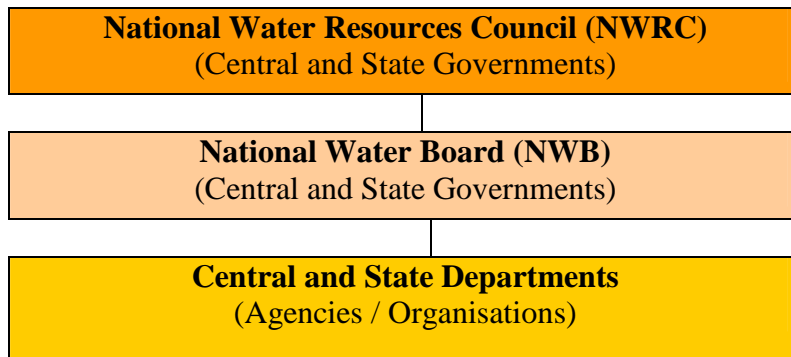 National Water Resources Council (NWRC)
(Central and State Governments)
National Water Board (NWB)
(Central and State Governments)
Central and State Departments
(Agencies / Organisations)